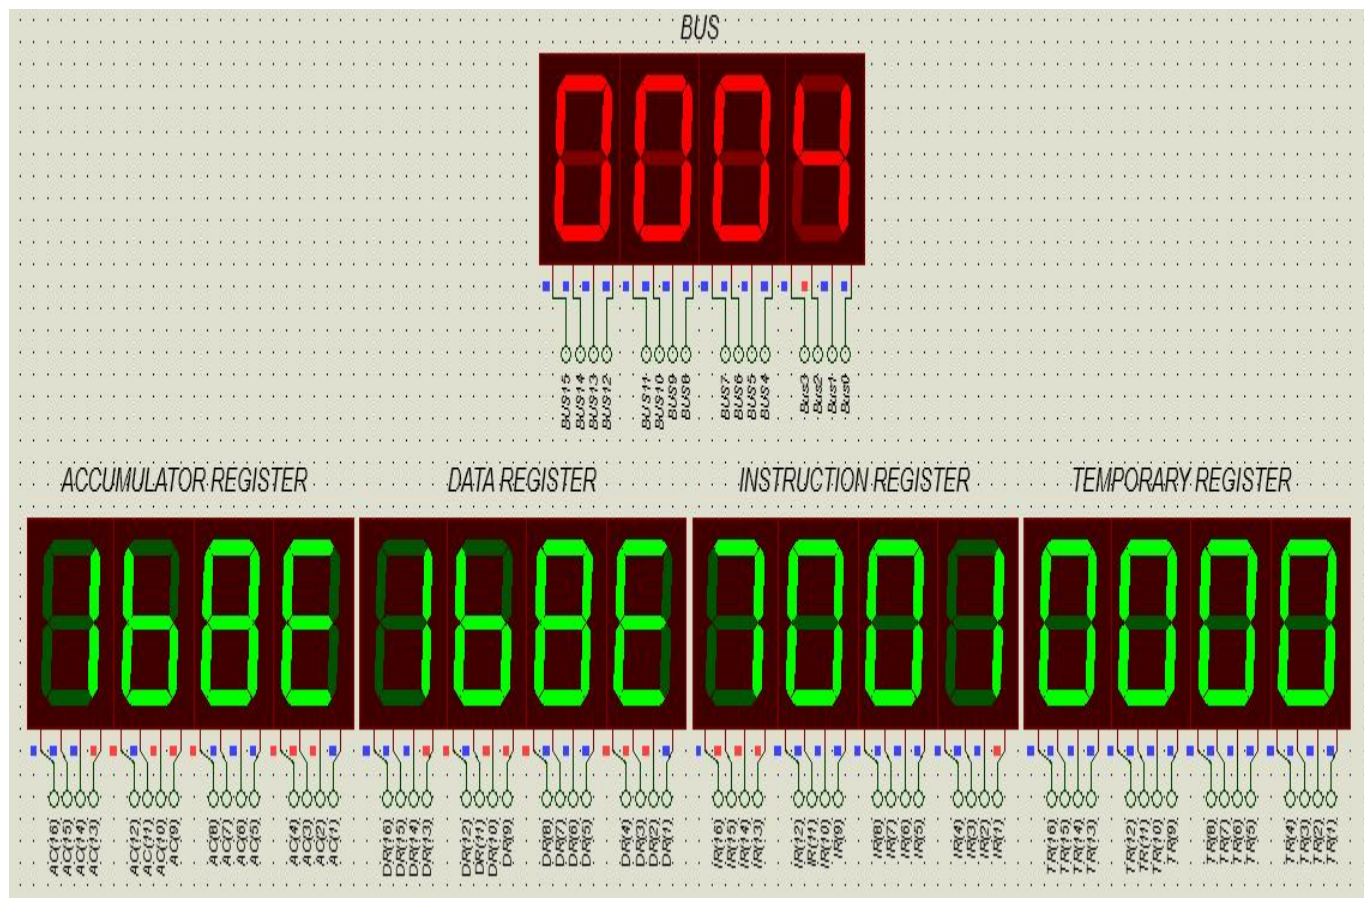 BUS
0004
BUS15 BUS14 BUS13 BUS12 BUS11 BUS10 BUS9 BUS8 BUS7 BUS6 BUS5 BUS4 Bus3 Bus2 Bus1 Bus0
ACCUMULATOR REGISTER DATA REGISTER INSTRUCTION REGISTER TEMPORARY REGISTER
1b8E 1b8E 7001 0000
AC(16) AC(15) AC(14) AC(13) AC(12) AC(11) AC(10) AC(9) AC(8) AC(7) AC(6) AC(5) AC(4) AC(3) AC(2) AC(1) DR(16) DR(15) DR(14) DR(13) DR(12) DR(11) DR(10) DR(9) DR(8) DR(7) DR(6) DR(5) DR(4) DR(3) DR(2) DR(1) IR(16) IR(15) IR(14) IR(13) IR(12) IR(11) IR(10) IR(9) IR(8) IR(7) IR(6) IR(5) IR(4) IR(3) IR(2) IR(1) TR(16) TR(15) TR(14) TR(13) TR(12) TR(11) TR(10) TR(9) TR(8) TR(7) TR(6) TR(5) TR(4) TR(3) TR(2) TR(1)